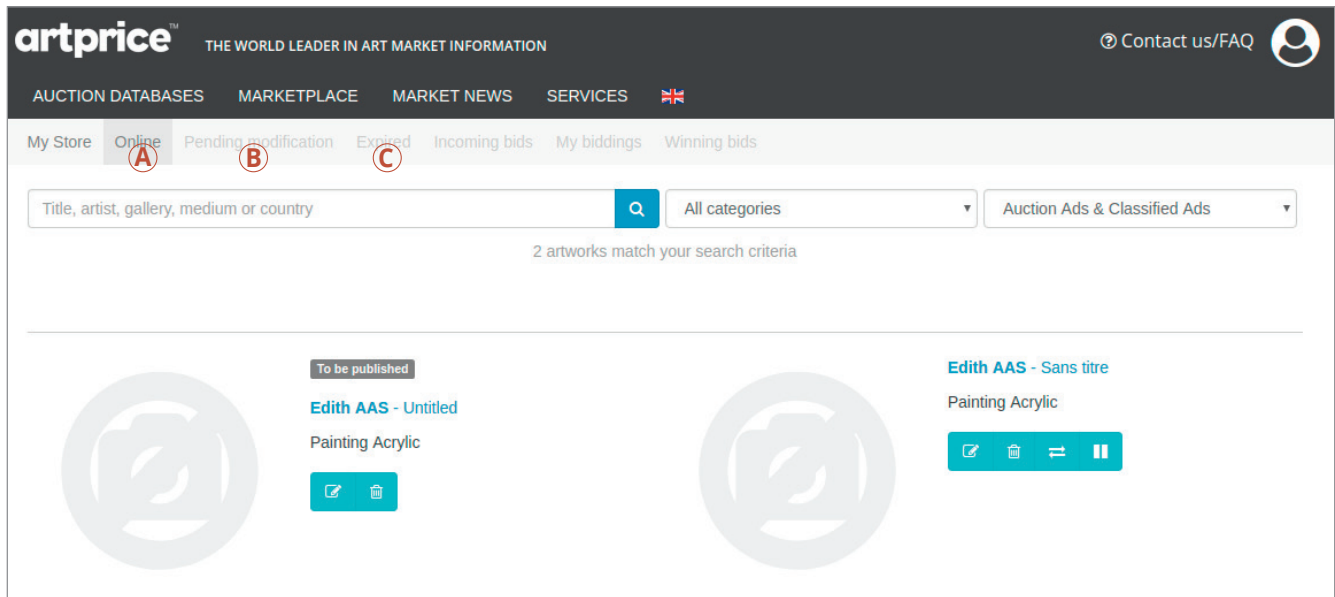 artprice™ THE WORLD LEADER IN ART MARKET INFORMATION
Contact us/FAQ
AUCTION DATABASES MARKETPLACE MARKET NEWS SERVICES
My Store Online Pending modification Expired Incoming bids My biddings Winning bids
A B C
Title, artist, gallery, medium or country
All categories
Auction Ads & Classified Ads
2 artworks match your search criteria
To be published
Edith AAS - Untitled
Painting Acrylic
Edith AAS - Sans titre
Painting Acrylic